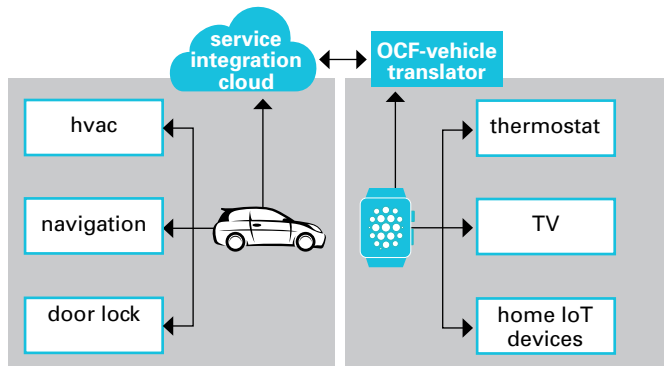 service
integration
cloud
OCF-vehicle
translator
hvac
navigation
door lock
thermostat
TV
home IoT
devices